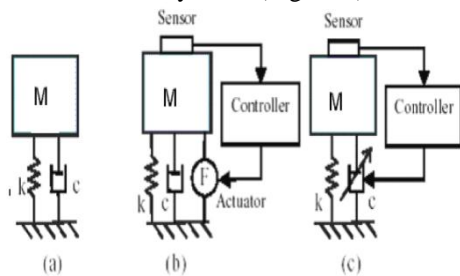 Sensor
Sensor
M
M
M
Controller
Controller
k
c
k
c
F
Actuator
k
c
(a)
(b)
(c)